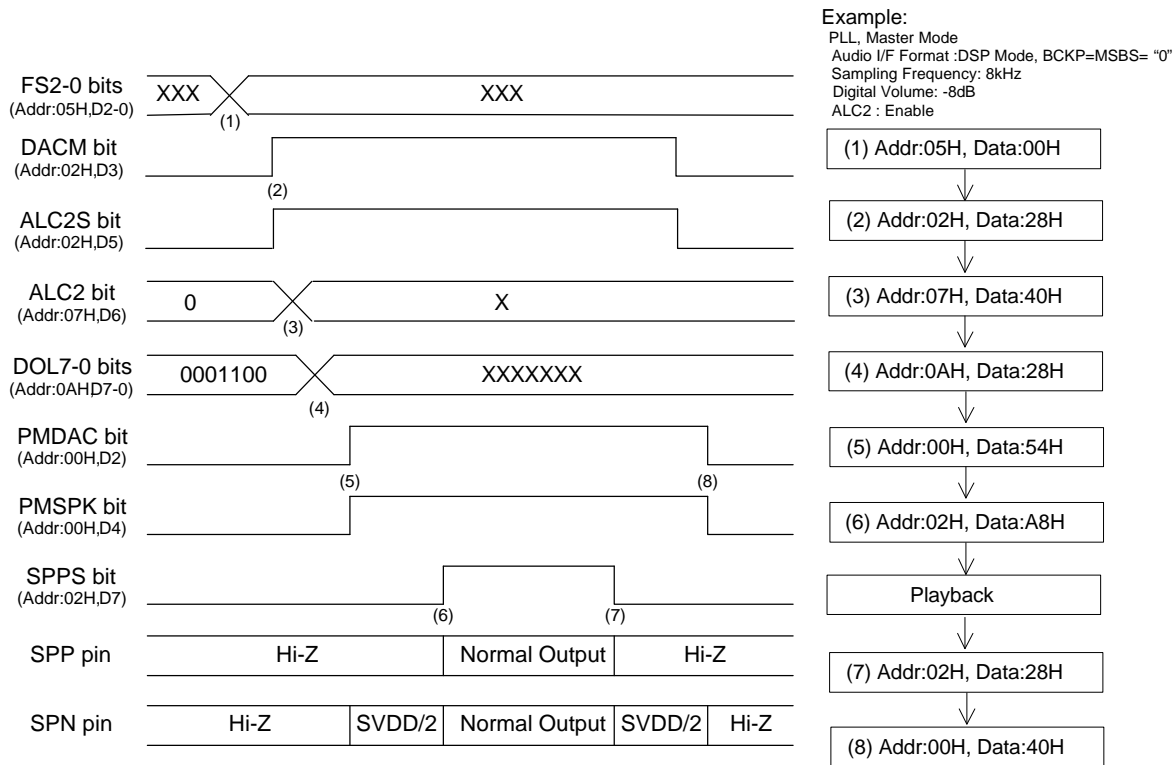 Example:
PLL, Master Mode
Audio I/F Format :DSP Mode, BCKP=MSBS= “0”
Sampling Frequency: 8kHz
Digital Volume: -8dB
ALC2 : Enable
FS2-0 bits
(Addr:05H,D2-0)
XXX
XXX
(1)
DACM bit
(Addr:02H,D3)
(2)
ALC2S bit
(Addr:02H,D5)
ALC2 bit
(Addr:07H,D6)
0
X
(3)
DOL7-0 bits
(Addr:0AH,D7-0)
0001100
XXXXXXX
(4)
PMDAC bit
(Addr:00H,D2)
(5)
(8)
PMSPK bit
(Addr:00H,D4)
SPPS bit
(Addr:02H,D7)
(6)
(7)
SPP pin
Hi-Z
Normal Output
Hi-Z
SPN pin
Hi-Z
SVDD/2
Normal Output
SVDD/2
Hi-Z
(1) Addr:05H, Data:00H
(2) Addr:02H, Data:28H
(3) Addr:07H, Data:40H
(4) Addr:0AH, Data:28H
(5) Addr:00H, Data:54H
(6) Addr:02H, Data:A8H
Playback
(7) Addr:02H, Data:28H
(8) Addr:00H, Data:40H